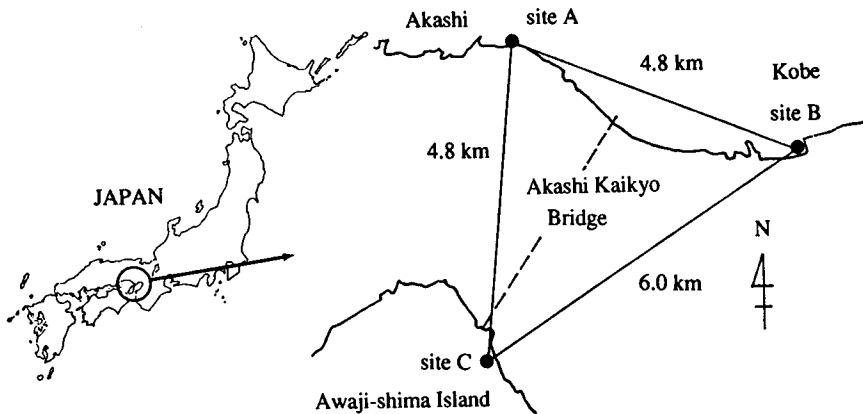 JAPAN
Akashi
site A
4.8 km
Kobe
site B
4.8 km
Akashi Kaikyo
Bridge
N
6.0 km
site C
Awaji-shima Island